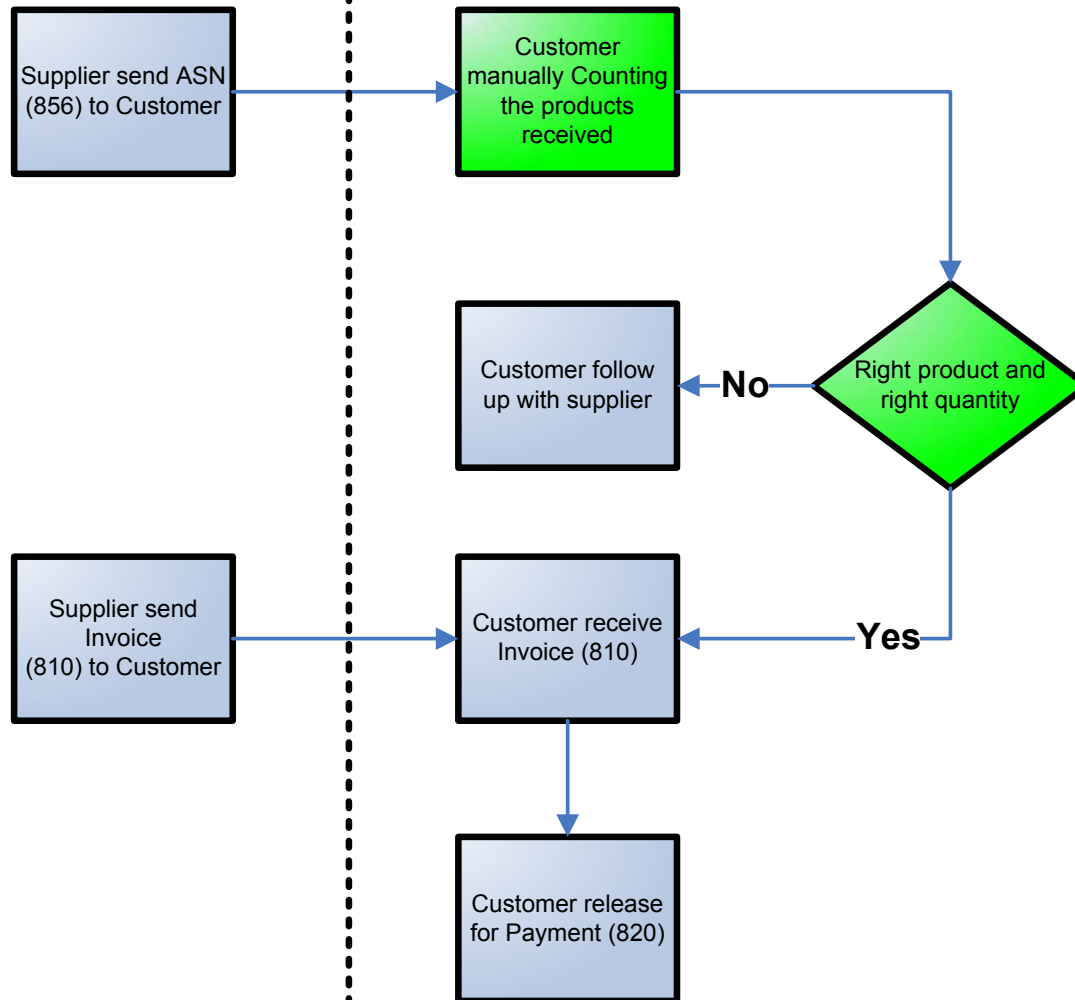 Supplier send ASN
(856) to Customer
Customer
manually Counting
the products
received
Customer follow
up with supplier
No
Right product and
right quantity
Supplier send
Invoice
(810) to Customer
Customer receive
Invoice (810)
Yes
Customer release
for Payment (820)